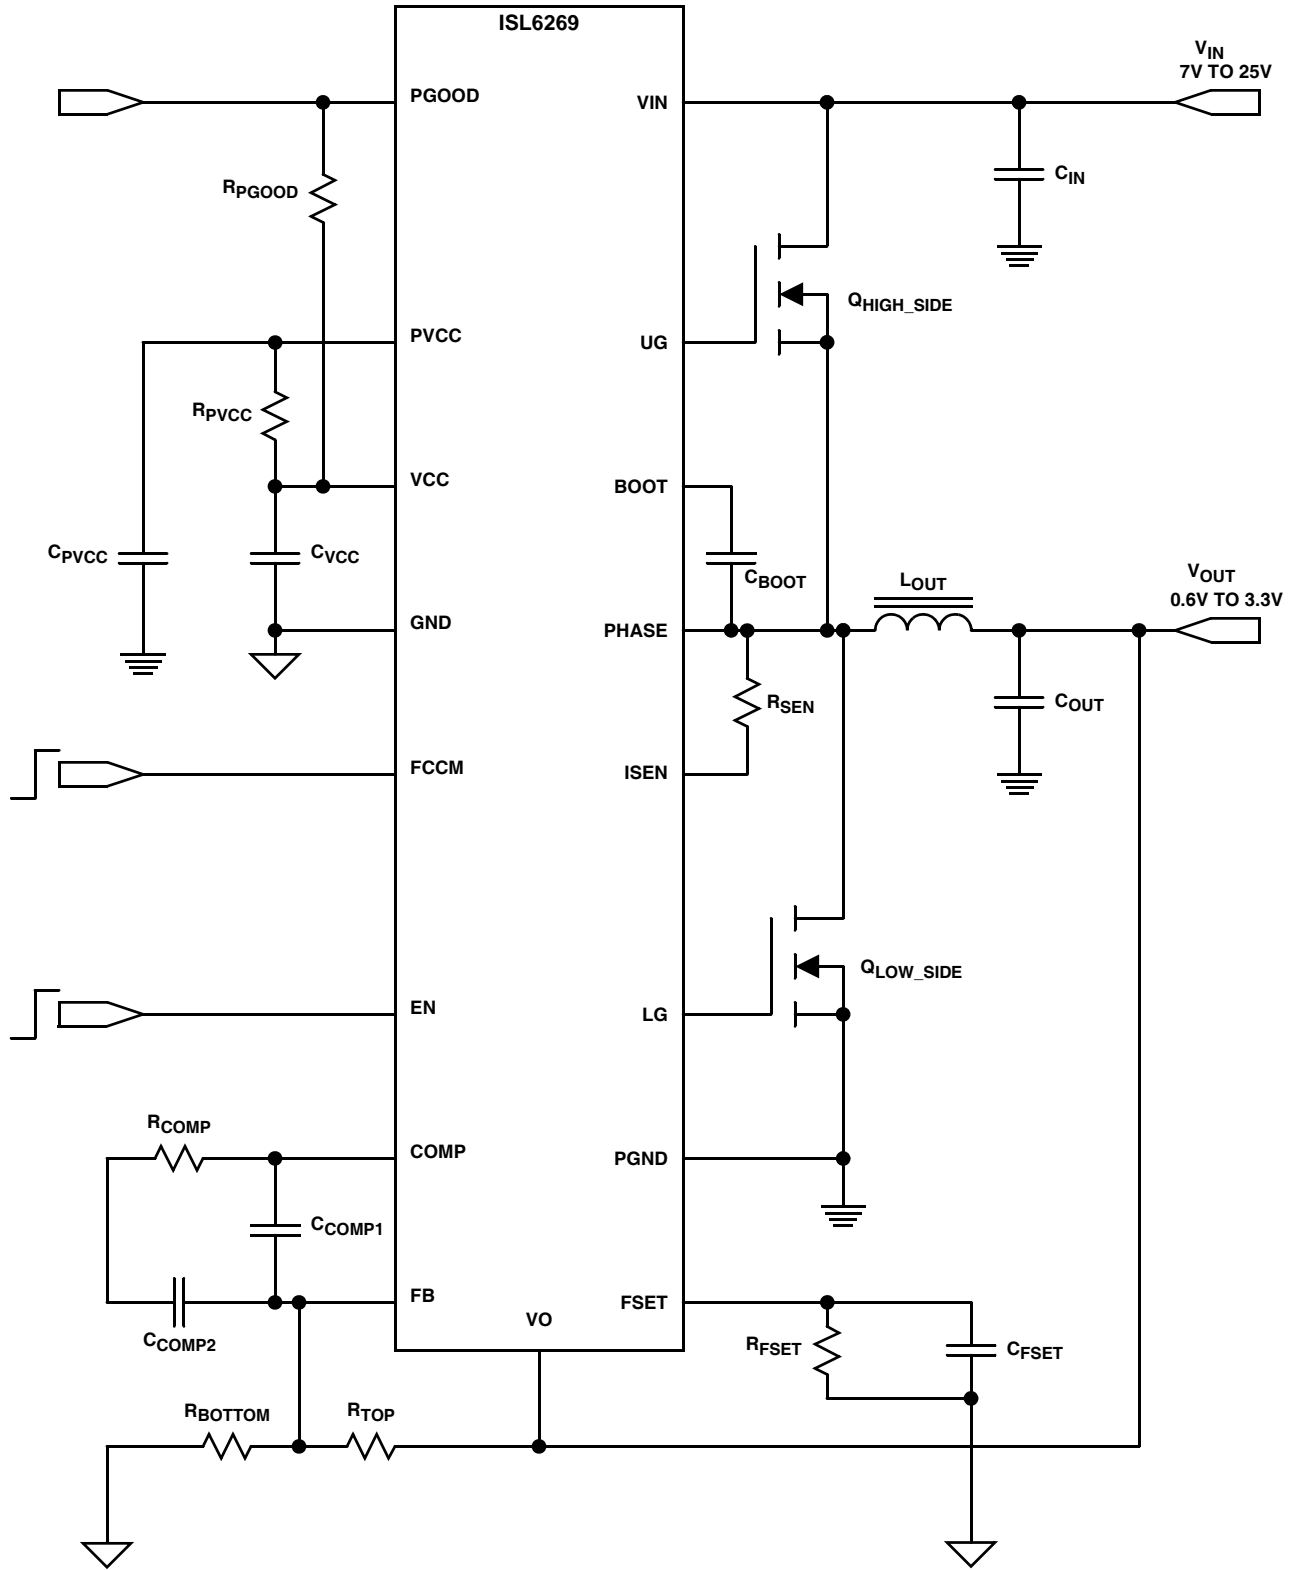 ISL6269
V_IN
7V TO 25V
PGOOD
VIN
C_IN
R_PGOOD
Q_HIGH_SIDE
PVCC
UG
R_PVCC
VCC
BOOT
C_PVCC
C_VCC
C_BOOT
L_OUT
V_OUT
0.6V TO 3.3V
GND
PHASE
R_SEN
C_OUT
FCCM
ISEN
Q_LOW_SIDE
EN
LG
R_COMP
COMP
PGND
C_COMP1
FB
FSET
VO
C_COMP2
R_FSET
C_FSET
R_BOTTOM
R_TOP